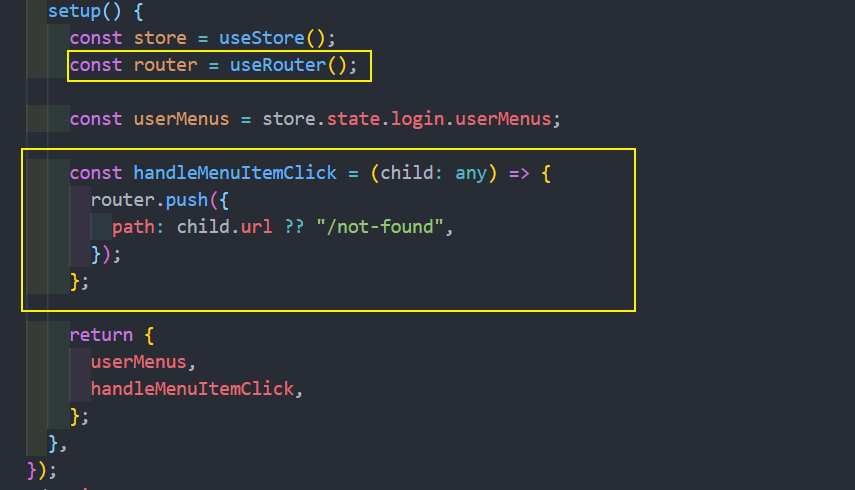 setup() {
const store = useStore();
const router = useRouter();
const userMenus = store.state.login.userMenus;
const handleMenuItemClick = (child: any) => {
router.push({
path: child.url ?? "/not-found",
});
};
return {
userMenus,
handleMenuItemClick,
};
},
});